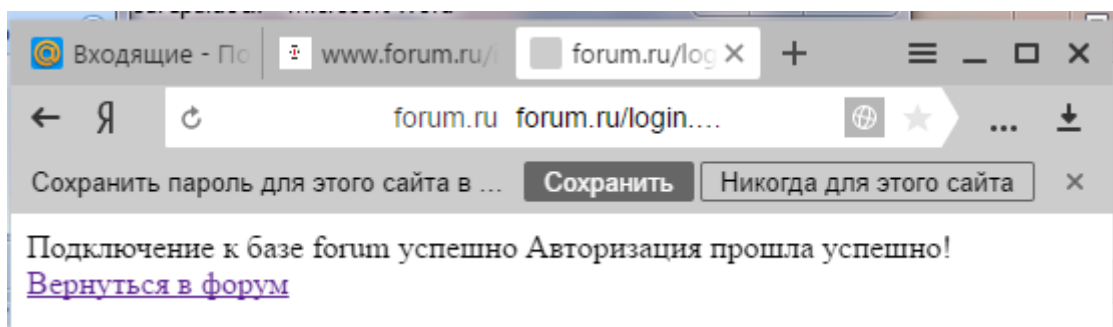 Входящие - По www.forum.ru/i forum.ru/log
Я forum.ru forum.ru/login.... ...
Сохранить пароль для этого сайта в ... Сохранить Никогда для этого сайта
Подключение к базе forum успешно Авторизация прошла успешно!
Вернуться в форум